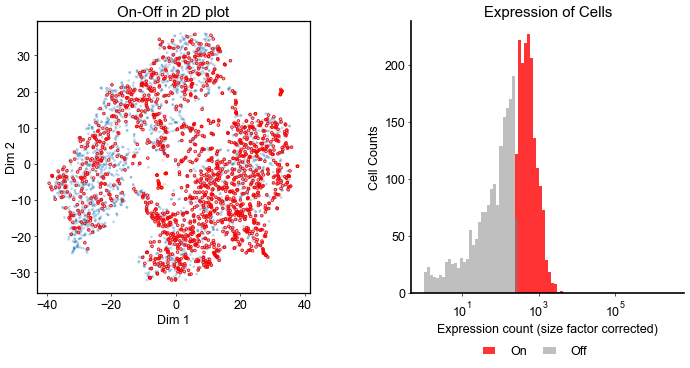 On-Off in 2D plot
Dim 2
30
20
10
0
−10
−20
−30
−40 −20 0 20 40
Dim 1
Expression of Cells
Cell Counts
200
150
100
50
0
10^1 10^3 10^5
Expression count (size factor corrected)
On Off